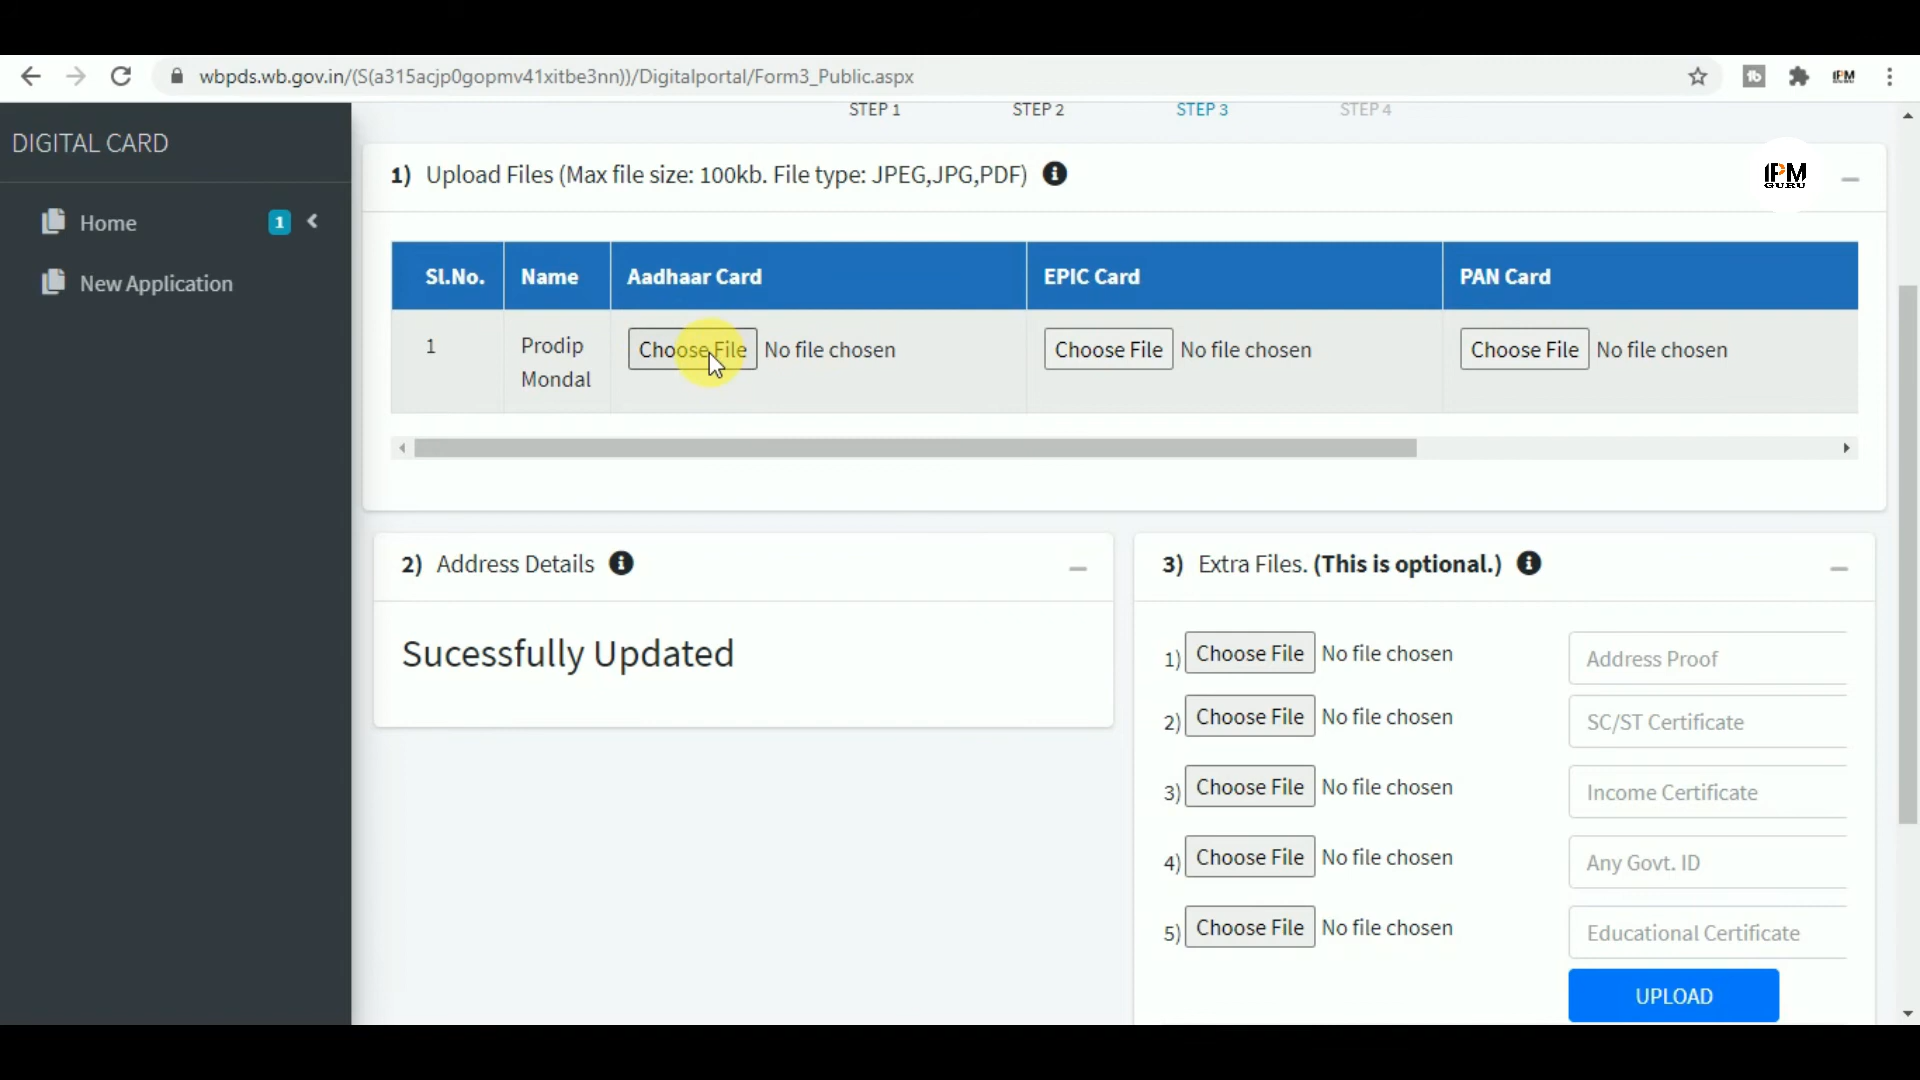 wbpds.wb.gov.in/(S(a315acjp0gopmv41xitbe3nn))/Digitalportal/Form3_Public.aspx
IPM
DIGITAL CARD
STEP 1 STEP 2 STEP 3 STEP 4
1) Upload Files (Max file size: 100kb. File type: JPEG,JPG,PDF)
IPM
GURU
Home 1
New Application
Sl.No. Name Aadhaar Card EPIC Card PAN Card
1 Prodip Mondal Choose File No file chosen Choose File No file chosen Choose File No file chosen
2) Address Details
Sucessfully Updated
3) Extra Files. (This is optional.)
1) Choose File No file chosen Address Proof
2) Choose File No file chosen SC/ST Certificate
3) Choose File No file chosen Income Certificate
4) Choose File No file chosen Any Govt. ID
5) Choose File No file chosen Educational Certificate
UPLOAD